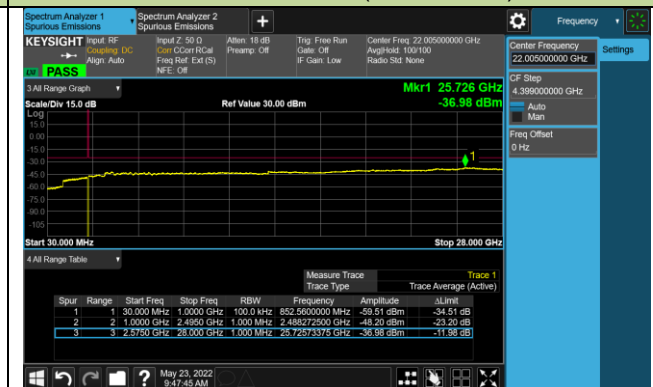 Spectrum Analyzer 1
Spurious Emissions
Spectrum Analyzer 2
Spurious Emissions
+
Frequency
KEYSIGHT
Input: RF
Coupling: DC
Align: Auto
Input Z: 50 Ω
Corr CCorr RCal
Freq Ref: Ext (S)
NFE: Off
Atten: 18 dB
Preamp: Off
Trig: Free Run
Gate: Off
IF Gain: Low
Center Freq: 22.005000000 GHz
Avg|Hold: 100/100
Radio Std: None
PASS
Center Frequency
22.005000000 GHz
Settings
CF Step
4.399000000 GHz
Auto
Man
Freq Offset
0 Hz
3 All Range Graph
Mkr1 25.726 GHz
-36.98 dBm
Scale/Div 15.0 dB
Ref Value 30.00 dBm
Log
15.0
0.00
-15.0
-30.0
-45.0
-60.0
-75.0
-90.0
-105
1
Start 30.000 MHz
Stop 28.000 GHz
4 All Range Table
Measure Trace Trace 1
Trace Type Trace Average (Active)
Spur Range Start Freq Stop Freq RBW Frequency Amplitude ΔLimit
1 1 30.000 MHz 1.0000 GHz 100.0 kHz 852.5600000 MHz -59.51 dBm -34.51 dB
2 2 1.0000 GHz 2.4950 GHz 1.000 MHz 2.488272500 GHz -48.20 dBm -23.20 dB
3 3 2.5750 GHz 28.000 GHz 1.000 MHz 25.72573375 GHz -36.98 dBm -11.98 dB
?
May 23, 2022
9:47:45 AM